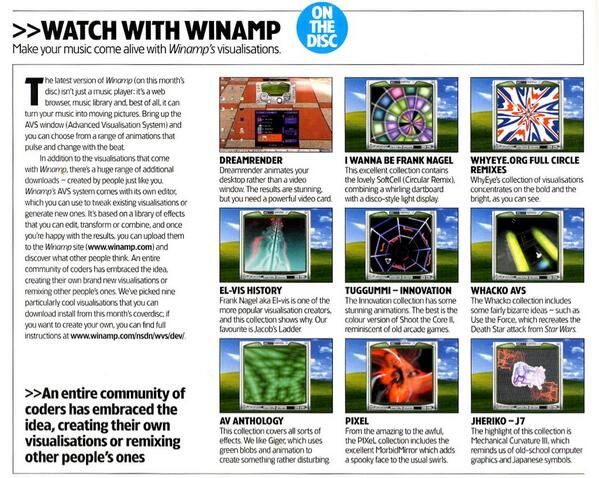 >>WATCH WITH WINAMP
Make your music come alive with Winamp's visualisations.
ON
THE
DISC
The latest version of Winamp (on this month's
disc) isn't just a music player: it's a web
browser, music library and, best of all, it can
turn your music into moving pictures. Bring up the
AVS window (Advanced Visualisation System) and
you can choose from a range of animations that
pulse and change with the beat.
In addition to the visualisations that come
with Winamp, there's a huge range of additional
downloads – created by people just like you.
Winamp's AVS system comes with its own editor,
which you can use to tweak existing visualisations or
generate new ones. It's based on a library of effects
that you can edit, transform or combine, and once
you're happy with the results, you can upload them
to the Winamp site (www.winamp.com) and
discover what other people think. An entire
community of coders has embraced the idea,
creating their own brand new visualisations or
remixing other people's ones. We've picked nine
particularly cool visualisations that you can
download install from this month's coverdisc; if
you want to create your own, you can find full
instructions at www.winamp.com/nsdn/wvs/dev/.
>>An entire community of
coders has embraced the
idea, creating their own
visualisations or remixing
other people's ones
DREAMRENDER
Dreamrender animates your
desktop rather than a video
window. The results are stunning,
but you need a powerful video card.
I WANNA BE FRANK NAGEL
This excellent collection contains
the lovely SoftCell (Circular Remix),
combining a whirling dartboard
with a disco-style light display.
WHYEYE.ORG FULL CIRCLE
REMIXES
WhyEye's collection of visualisations
concentrates on the bold and the
bright, as you can see.
EL-VIS HISTORY
Frank Nagel aka El-vis is one of the
more popular visualisation creators,
and this collection shows why. Our
favourite is Jacob's Ladder.
TUGGUMMI – INNOVATION
The Innovation collection has some
stunning animations. The best is the
colour version of Shoot the Core II,
reminiscent of old arcade games.
WHACKO AVS
The Whacko collection includes
some fairly bizarre ideas – such as
Use the Force, which recreates the
Death Star attack from Star Wars.
AV ANTHOLOGY
This collection covers all sorts of
effects. We like Giger, which uses
green blobs and animation to
create something rather disturbing.
PIXEL
From the amazing to the awful,
the PIXeL collection includes the
excellent MorbidMirror which adds
a spooky face to the usual swirls.
JHERIKO – J7
The highlight of this collection is
Mechanical Curvature III, which
reminds us of old-school computer
graphics and Japanese symbols.